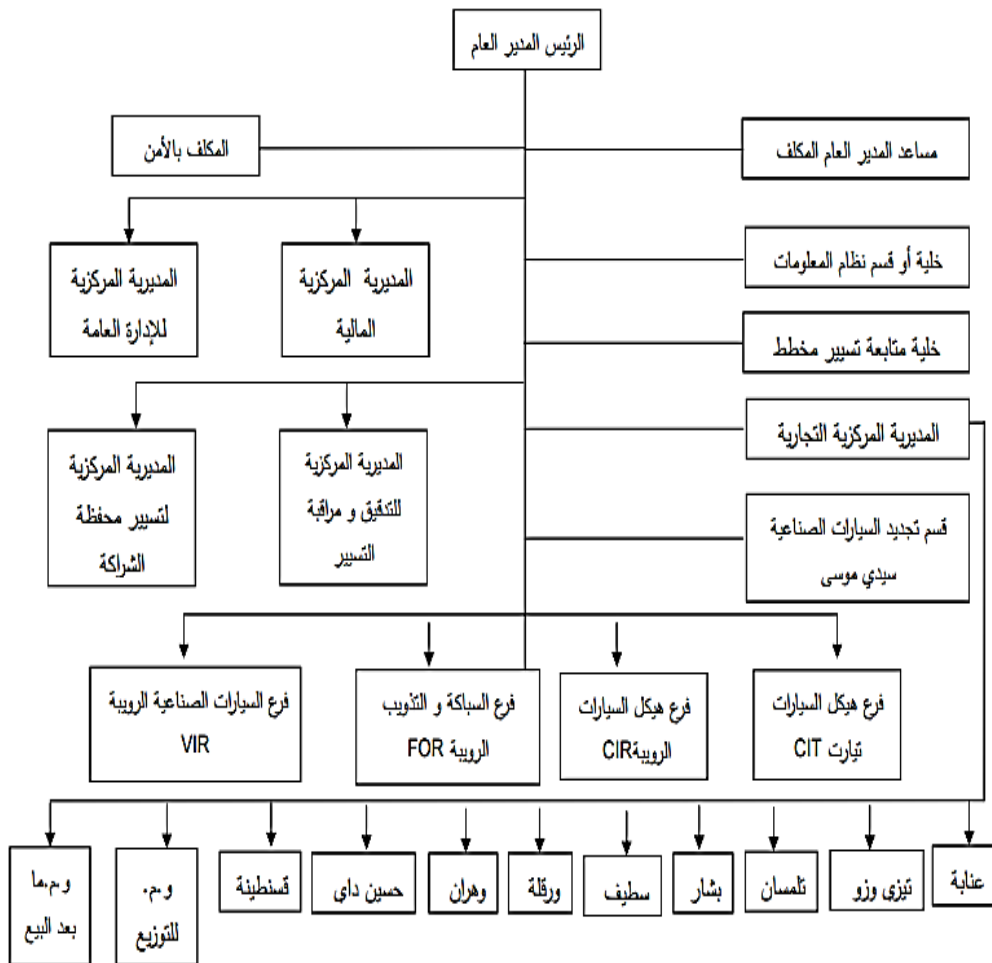 الرئيس المدير العام
مساعد المدير العام المكلف
المكلف بالأمن
خلية أو قسم نظام المعلومات
المديرية المركزية
المالية
المديرية المركزية
للإدارة العامة
خلية متابعة تسيير مخطط
المديرية المركزية التجارية
المديرية المركزية
للتدقيق و مراقبة
التسيير
المديرية المركزية
لتسيير محفظة
الشراكة
قسم تجديد السيارات الصناعية
سيدي موسى
فرع هيكل السيارات
تيارت CIT
فرع هيكل السيارات
الرويبةCIR
فرع السباكة و التذويب
الرويبة FOR
فرع السيارات الصناعية الرويبة
VIR
عنابة
تيزي وزو
تلمسان
بشار
سطيف
ورقلة
وهران
حسين داي
قسنطينة
و.م.
للتوزيع
و.م.ما
بعد البيع